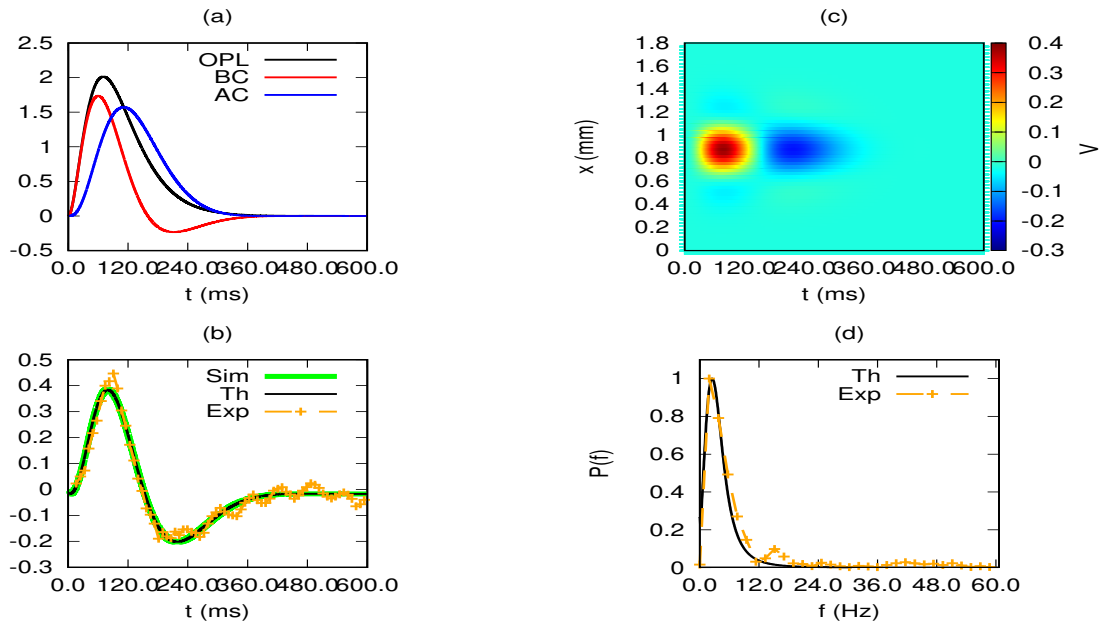 (a)
2.5
2
1.5
1
0.5
0
-0.5
OPL
BC
AC
0.0 120.0 240.0 360.0 480.0 600.0
t (ms)
(c)
1.8
1.6
1.4
1.2
1
0.8
0.6
0.4
0.2
0
x (mm)
0.0 120.0 240.0 360.0 480.0 600.0
t (ms)
0.4
0.3
0.2
0.1
0
-0.1
-0.2
-0.3
V
(b)
0.5
0.4
0.3
0.2
0.1
0
-0.1
-0.2
-0.3
Sim
Th
Exp
0.0 120.0 240.0 360.0 480.0 600.0
t (ms)
(d)
1
0.8
0.6
0.4
0.2
0
P(f)
Th
Exp
0.0 12.0 24.0 36.0 48.0 60.0
f (Hz)